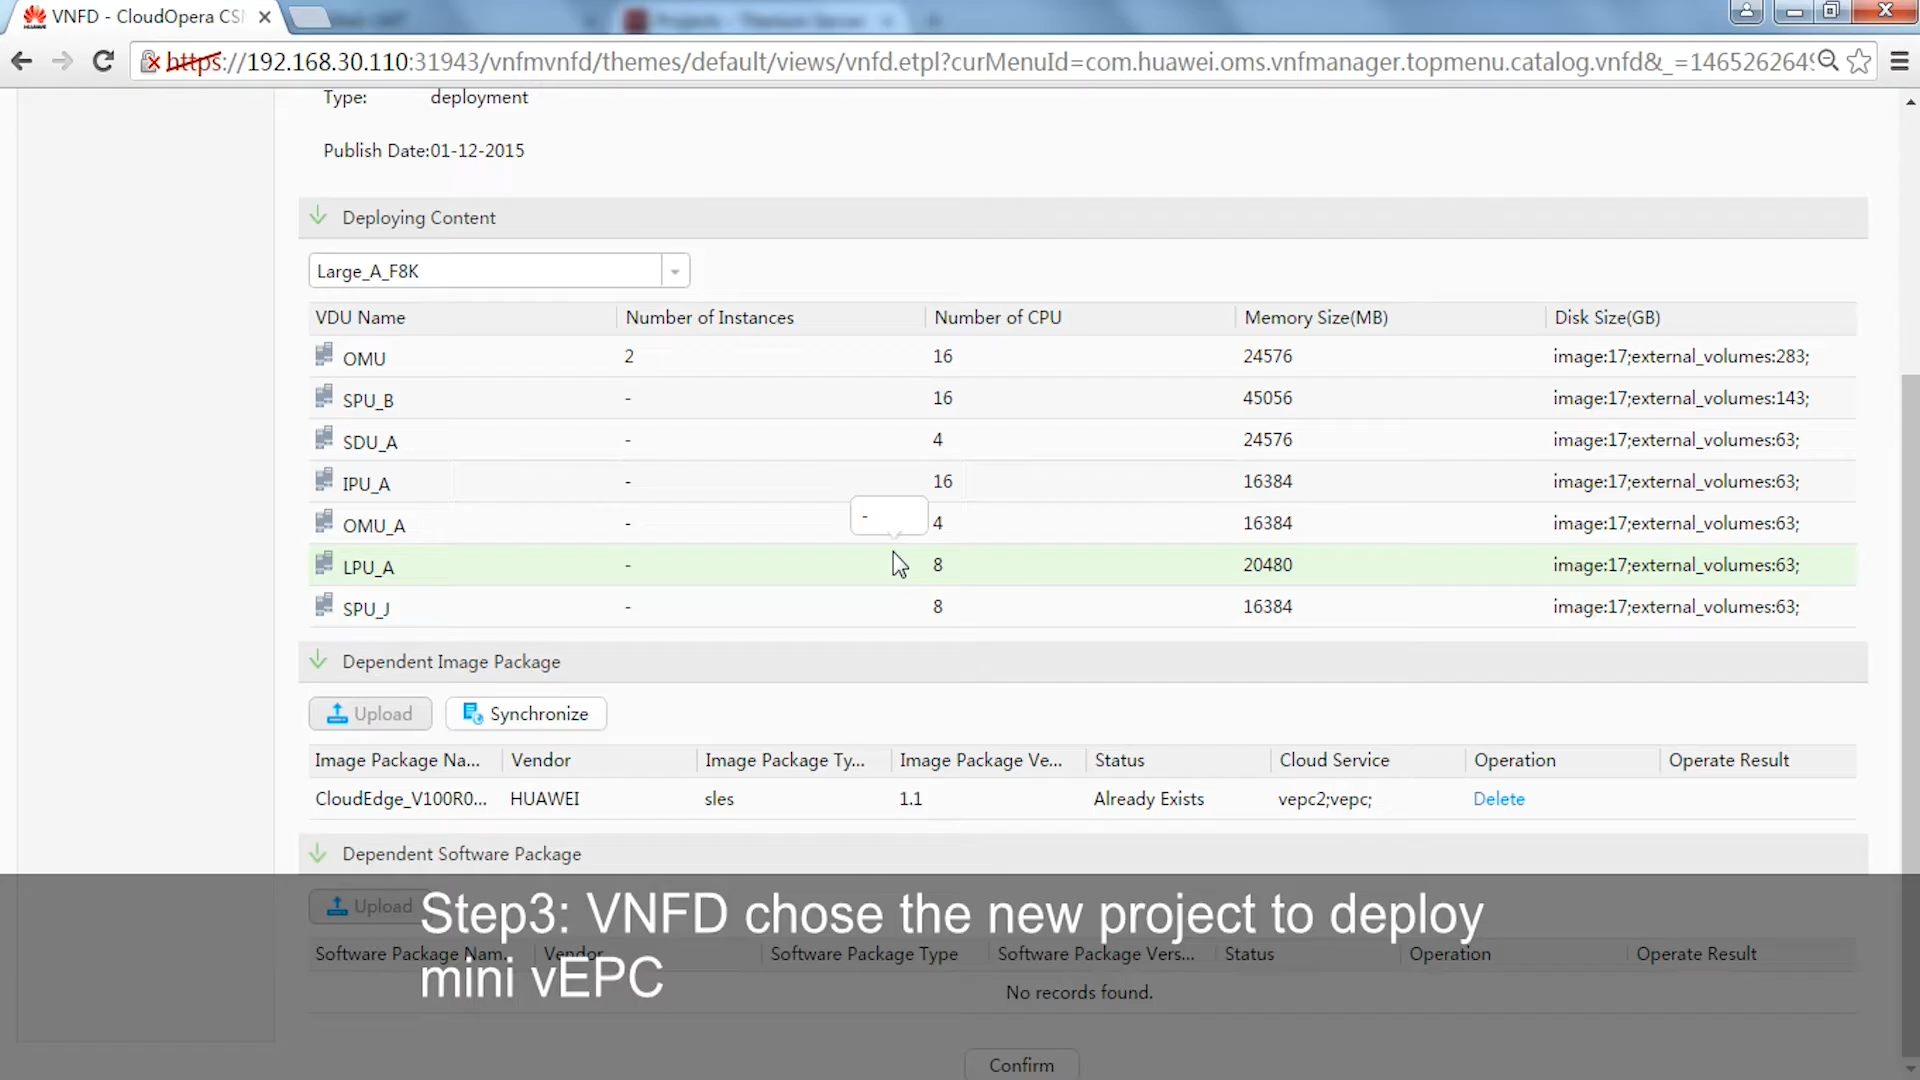 VNFD - CloudOpera CS
Projects - Titanium Server
https://192.168.30.110:31943/vnfmvnfd/themes/default/views/vnfd.etpl?curMenuId=com.huawei.oms.vnfmanager.topmenu.catalog.vnfd&_=146526264
Type: deployment
Publish Date:01-12-2015
Deploying Content
Large_A_F8K
VDU Name Number of Instances Number of CPU Memory Size(MB) Disk Size(GB)
OMU 2 16 24576 image:17;external_volumes:283;
SPU_B - 16 45056 image:17;external_volumes:143;
SDU_A - 4 24576 image:17;external_volumes:63;
IPU_A - 16 16384 image:17;external_volumes:63;
-
OMU_A - 4 16384 image:17;external_volumes:63;
LPU_A - 8 20480 image:17;external_volumes:63;
SPU_J - 8 16384 image:17;external_volumes:63;
Dependent Image Package
Upload Synchronize
Image Package Na... Vendor Image Package Ty... Image Package Ve... Status Cloud Service Operation Operate Result
CloudEdge_V100R0... HUAWEI sles 1.1 Already Exists vepc2;vepc; Delete
Dependent Software Package
Upload
Step3: VNFD chose the new project to deploy
mini vEPC
Software Package Nam. Vendor Software Package Type Software Package Vers... Status Operation Operate Result
No records found.
Confirm